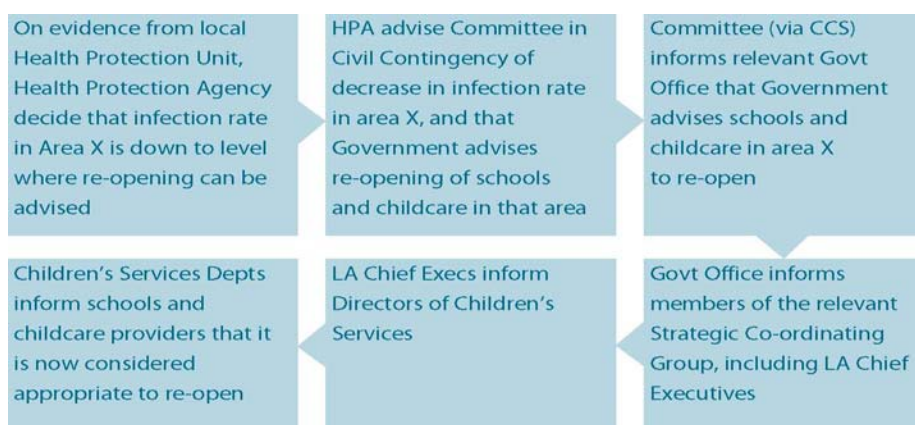 On evidence from local
Health Protection Unit,
Health Protection Agency
decide that infection rate
in Area X is down to level
where re-opening can be
advised
HPA advise Committee in
Civil Contingency of
decrease in infection rate
in area X, and that
Government advises
re-opening of schools
and childcare in that area
Committee (via CCS)
informs relevant Govt
Office that Government
advises schools and
childcare in area X
to re-open
Govt Office informs
members of the relevant
Strategic Co-ordinating
Group, including LA Chief
Executives
LA Chief Execs inform
Directors of Children’s
Services
Children’s Services Depts
inform schools and
childcare providers that it
is now considered
appropriate to re-open